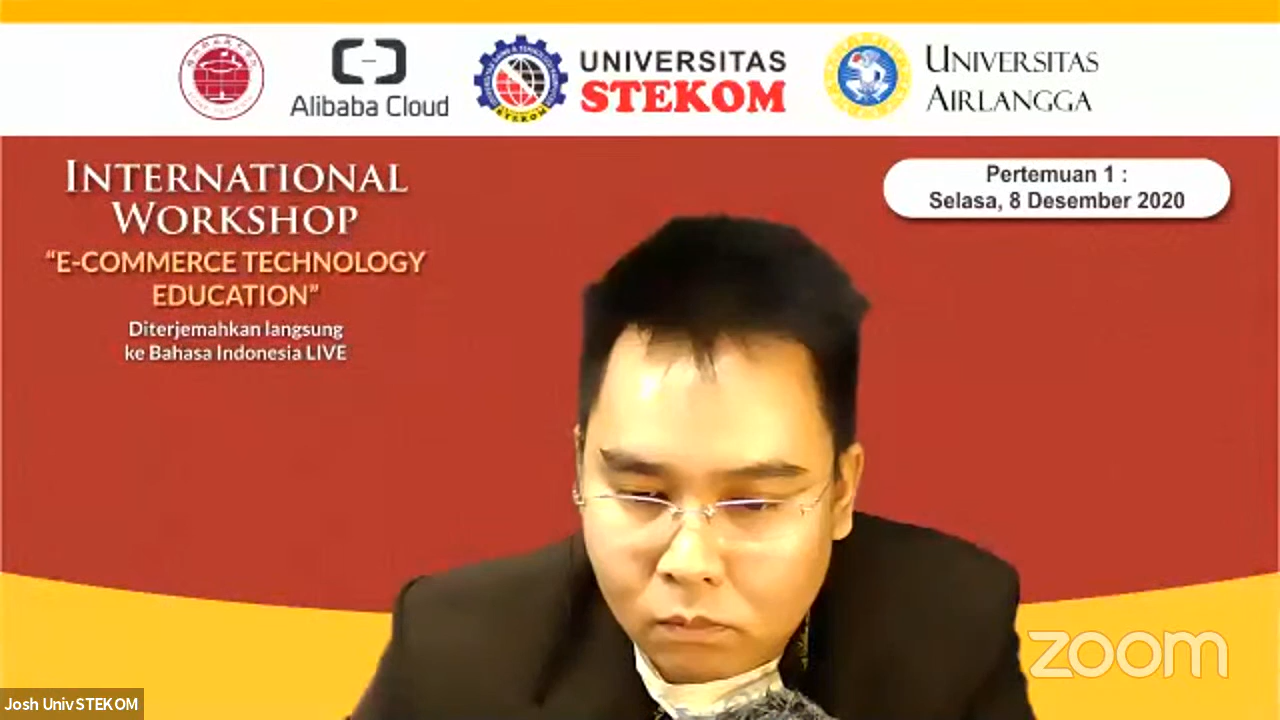 Alibaba Cloud
UNIVERSITAS
STEKOM
STEKOM
UNIVERSITAS
AIRLANGGA
INTERNATIONAL
WORKSHOP
“E-COMMERCE TECHNOLOGY
EDUCATION”
Diterjemahkan langsung
ke Bahasa Indonesia LIVE
Pertemuan 1 :
Selasa, 8 Desember 2020
zoom
Josh UnivSTEKOM